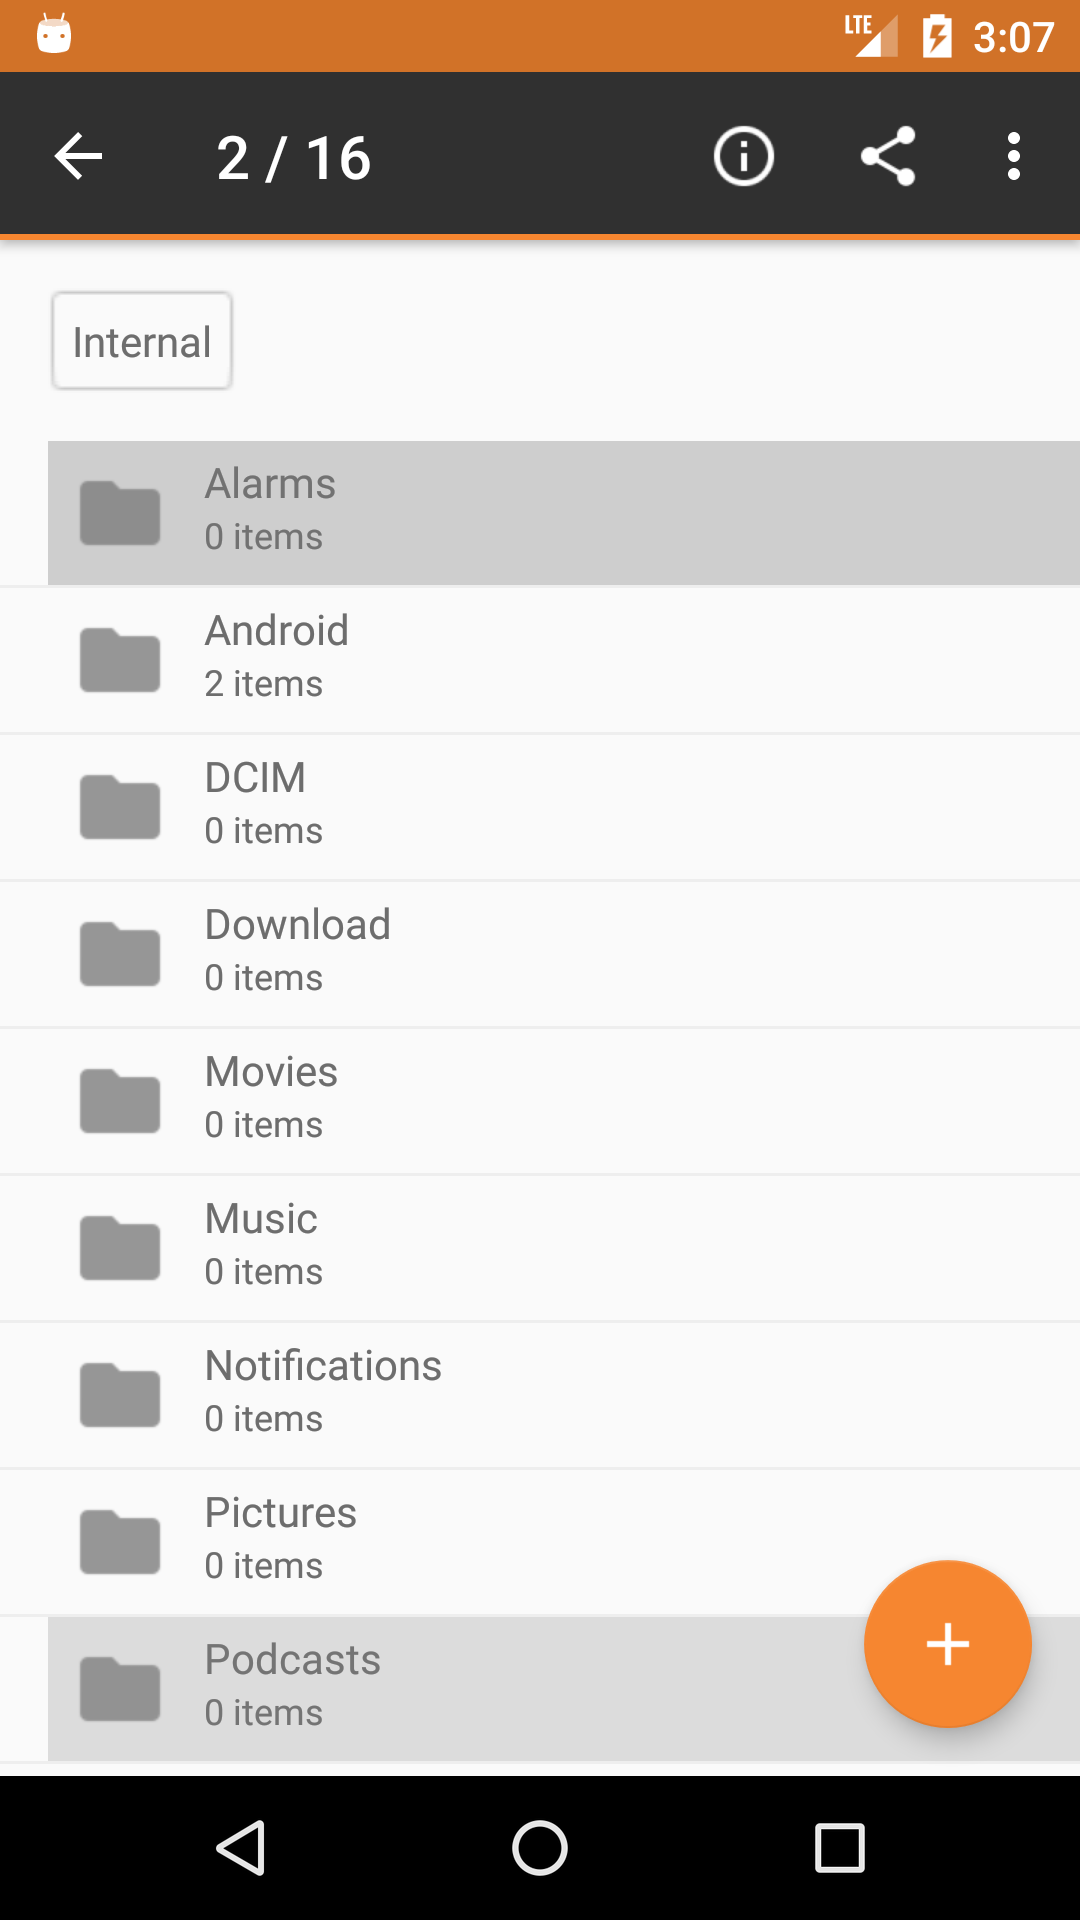 LTE 3:07
2 / 16
Internal
Alarms
0 items
Android
2 items
DCIM
0 items
Download
0 items
Movies
0 items
Music
0 items
Notifications
0 items
Pictures
0 items
Podcasts
0 items